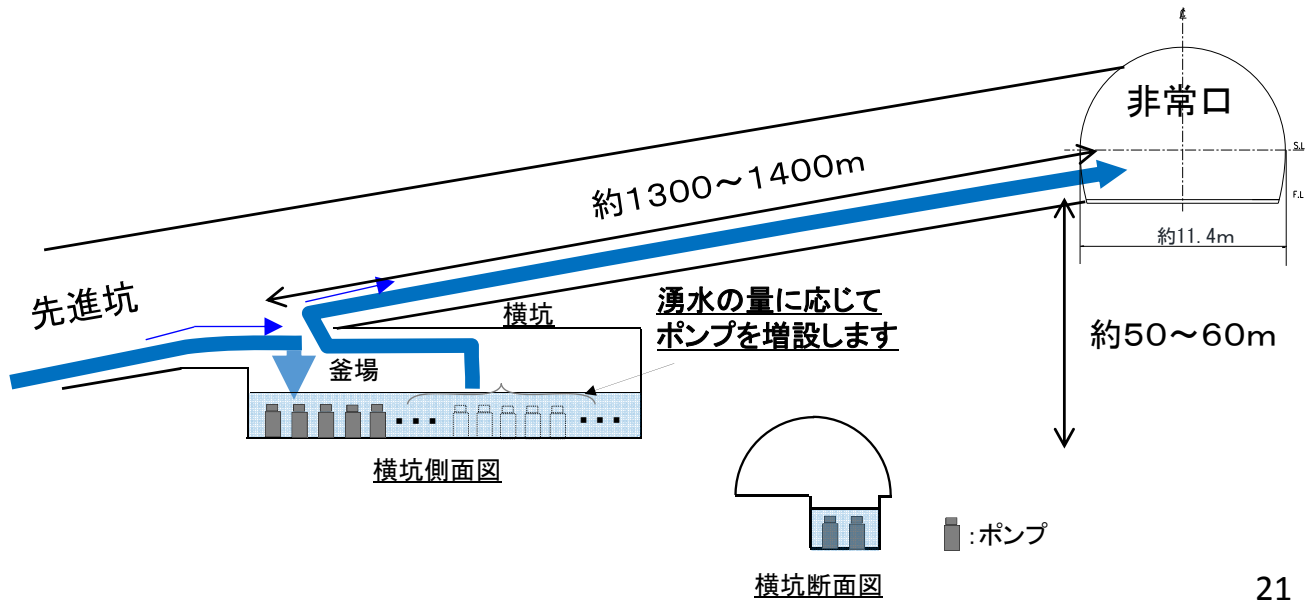 ℄
非常口
S.L
F.L
約11.4m
約1300～1400m
先進坑
横坑
湧水の量に応じて
ポンプを増設します
約50～60m
釜場
・・・
・・・
横坑側面図
:ポンプ
横坑断面図
21